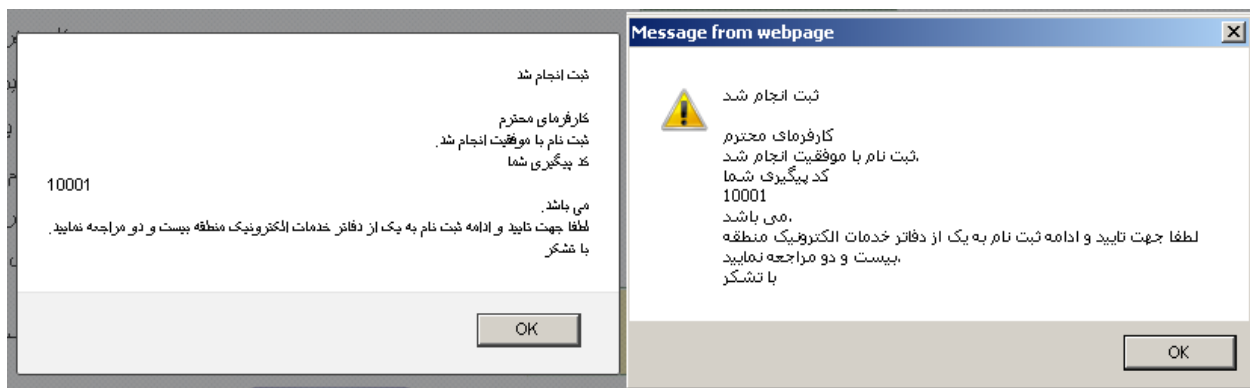 ثبت انجام شد
کارفرمای محترم
ثبت نام با موفقیت انجام شد.
کد پیگیری شما
10001
می باشد.
لطفا جهت تایید و ادامه ثبت نام به یک از دفاتر خدمات الکترونیک منطقه بیست و دو مراجعه نمایید.
با تشکر
OK
Message from webpage
ثبت انجام شد
کارفرمای محترم
.ثبت نام با موفقیت انجام شد
کد پیگیری شما
10001
.می باشد
لطفا جهت تایید و ادامه ثبت نام به یک از دفاتر خدمات الکترونیک منطقه
.بیست و دو مراجعه نمایید
با تشکر
OK